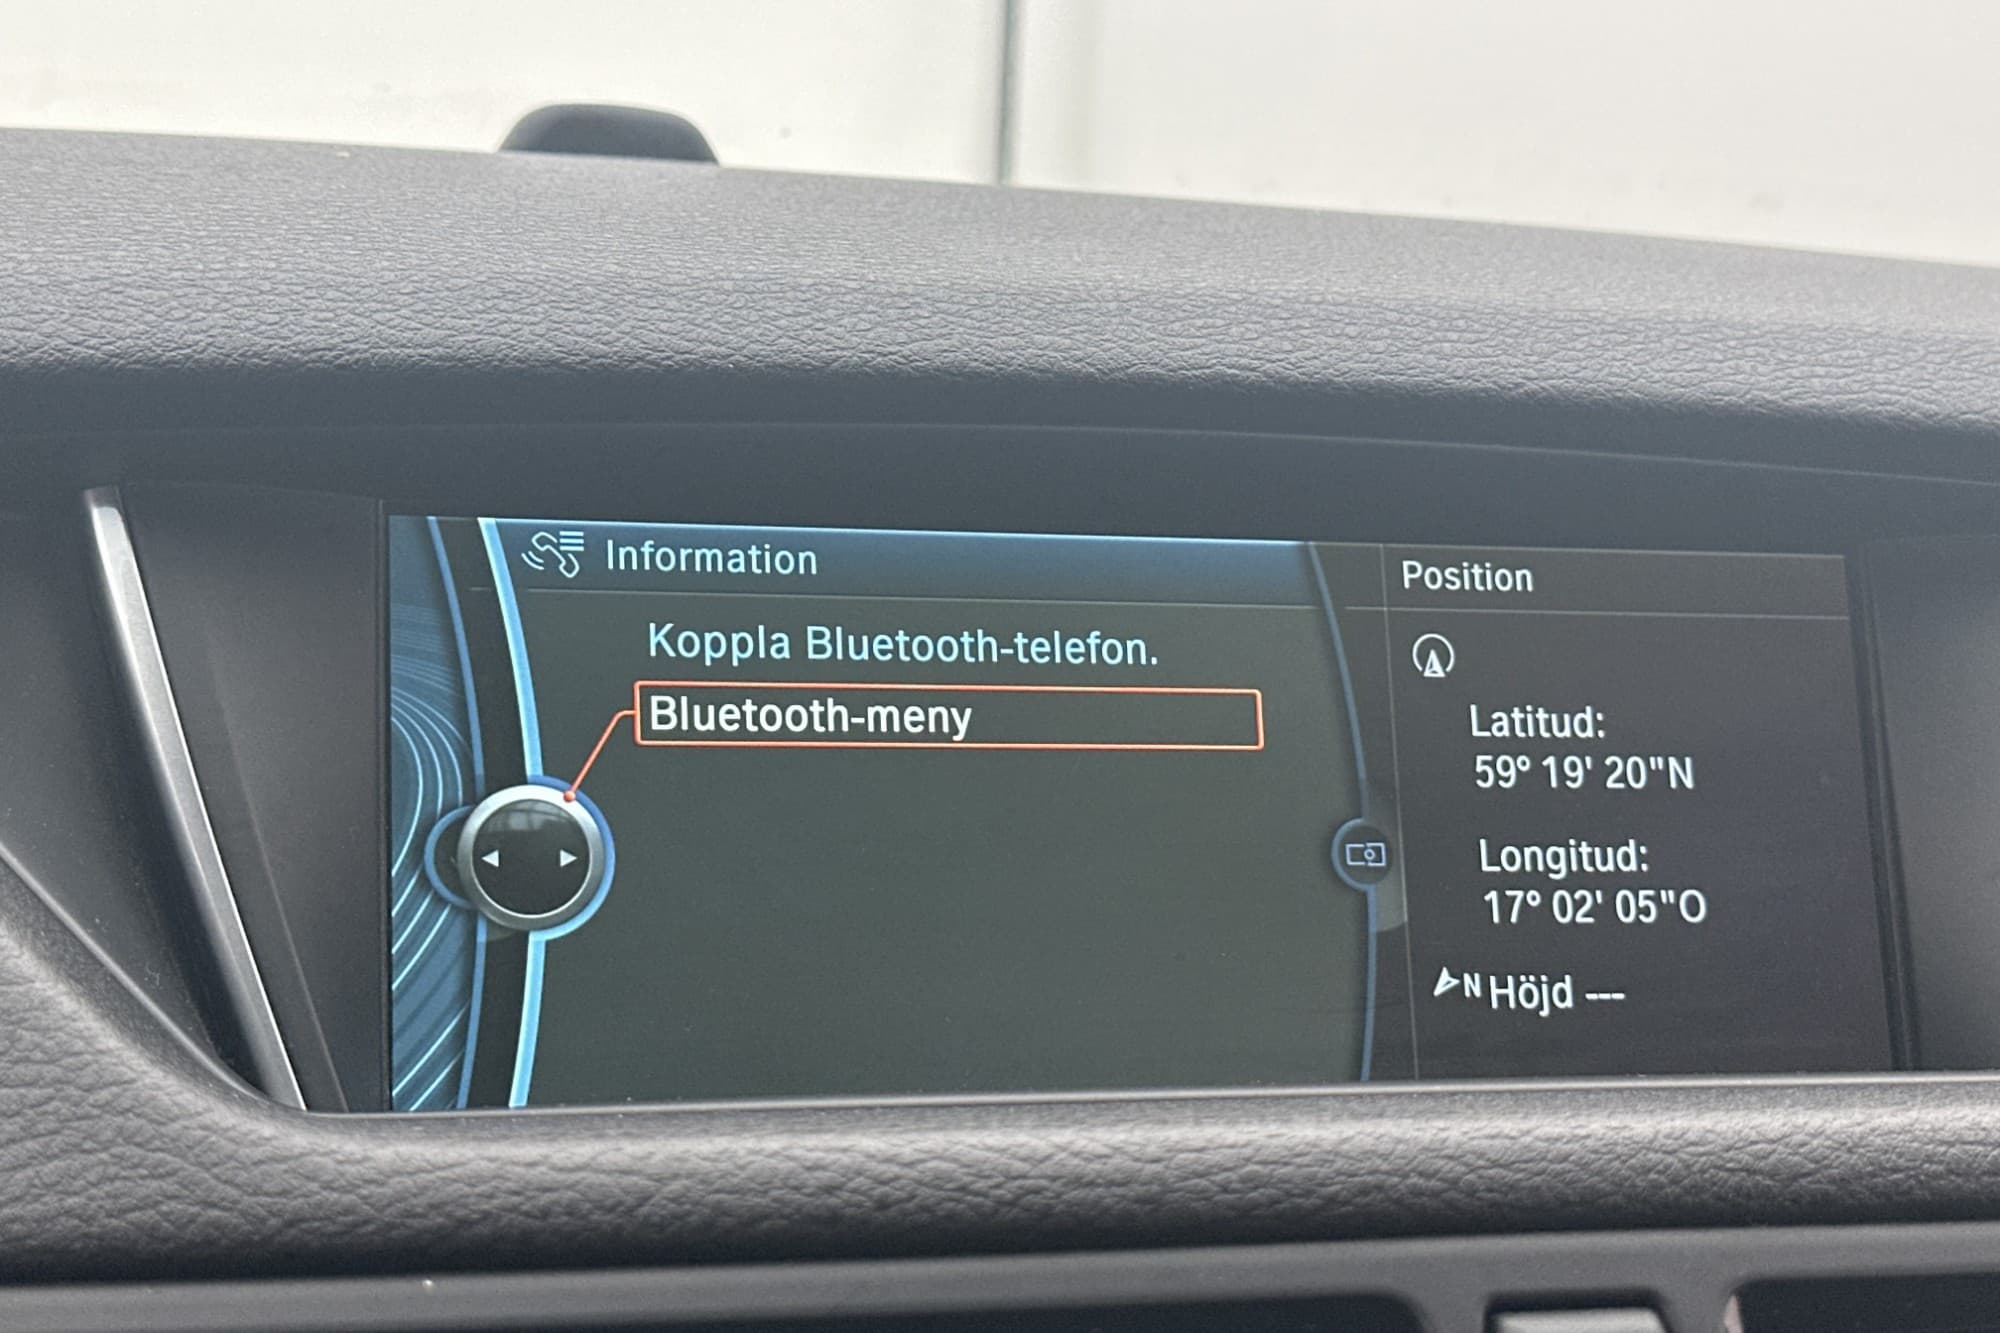 Information
Koppla Bluetooth-telefon.
Bluetooth-meny
Position
Latitud:
59° 19' 20"N
Longitud:
17° 02' 05"O
N Höjd ---